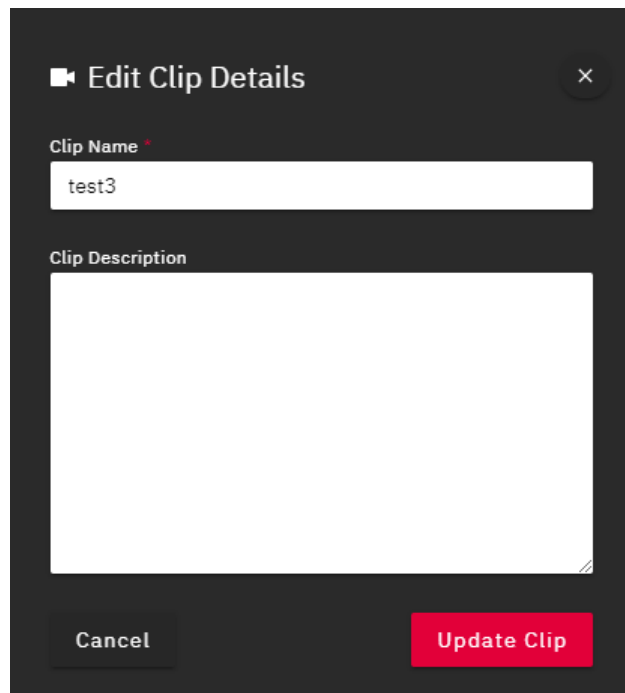 Edit Clip Details
Clip Name *
test3
Clip Description
Cancel
Update Clip